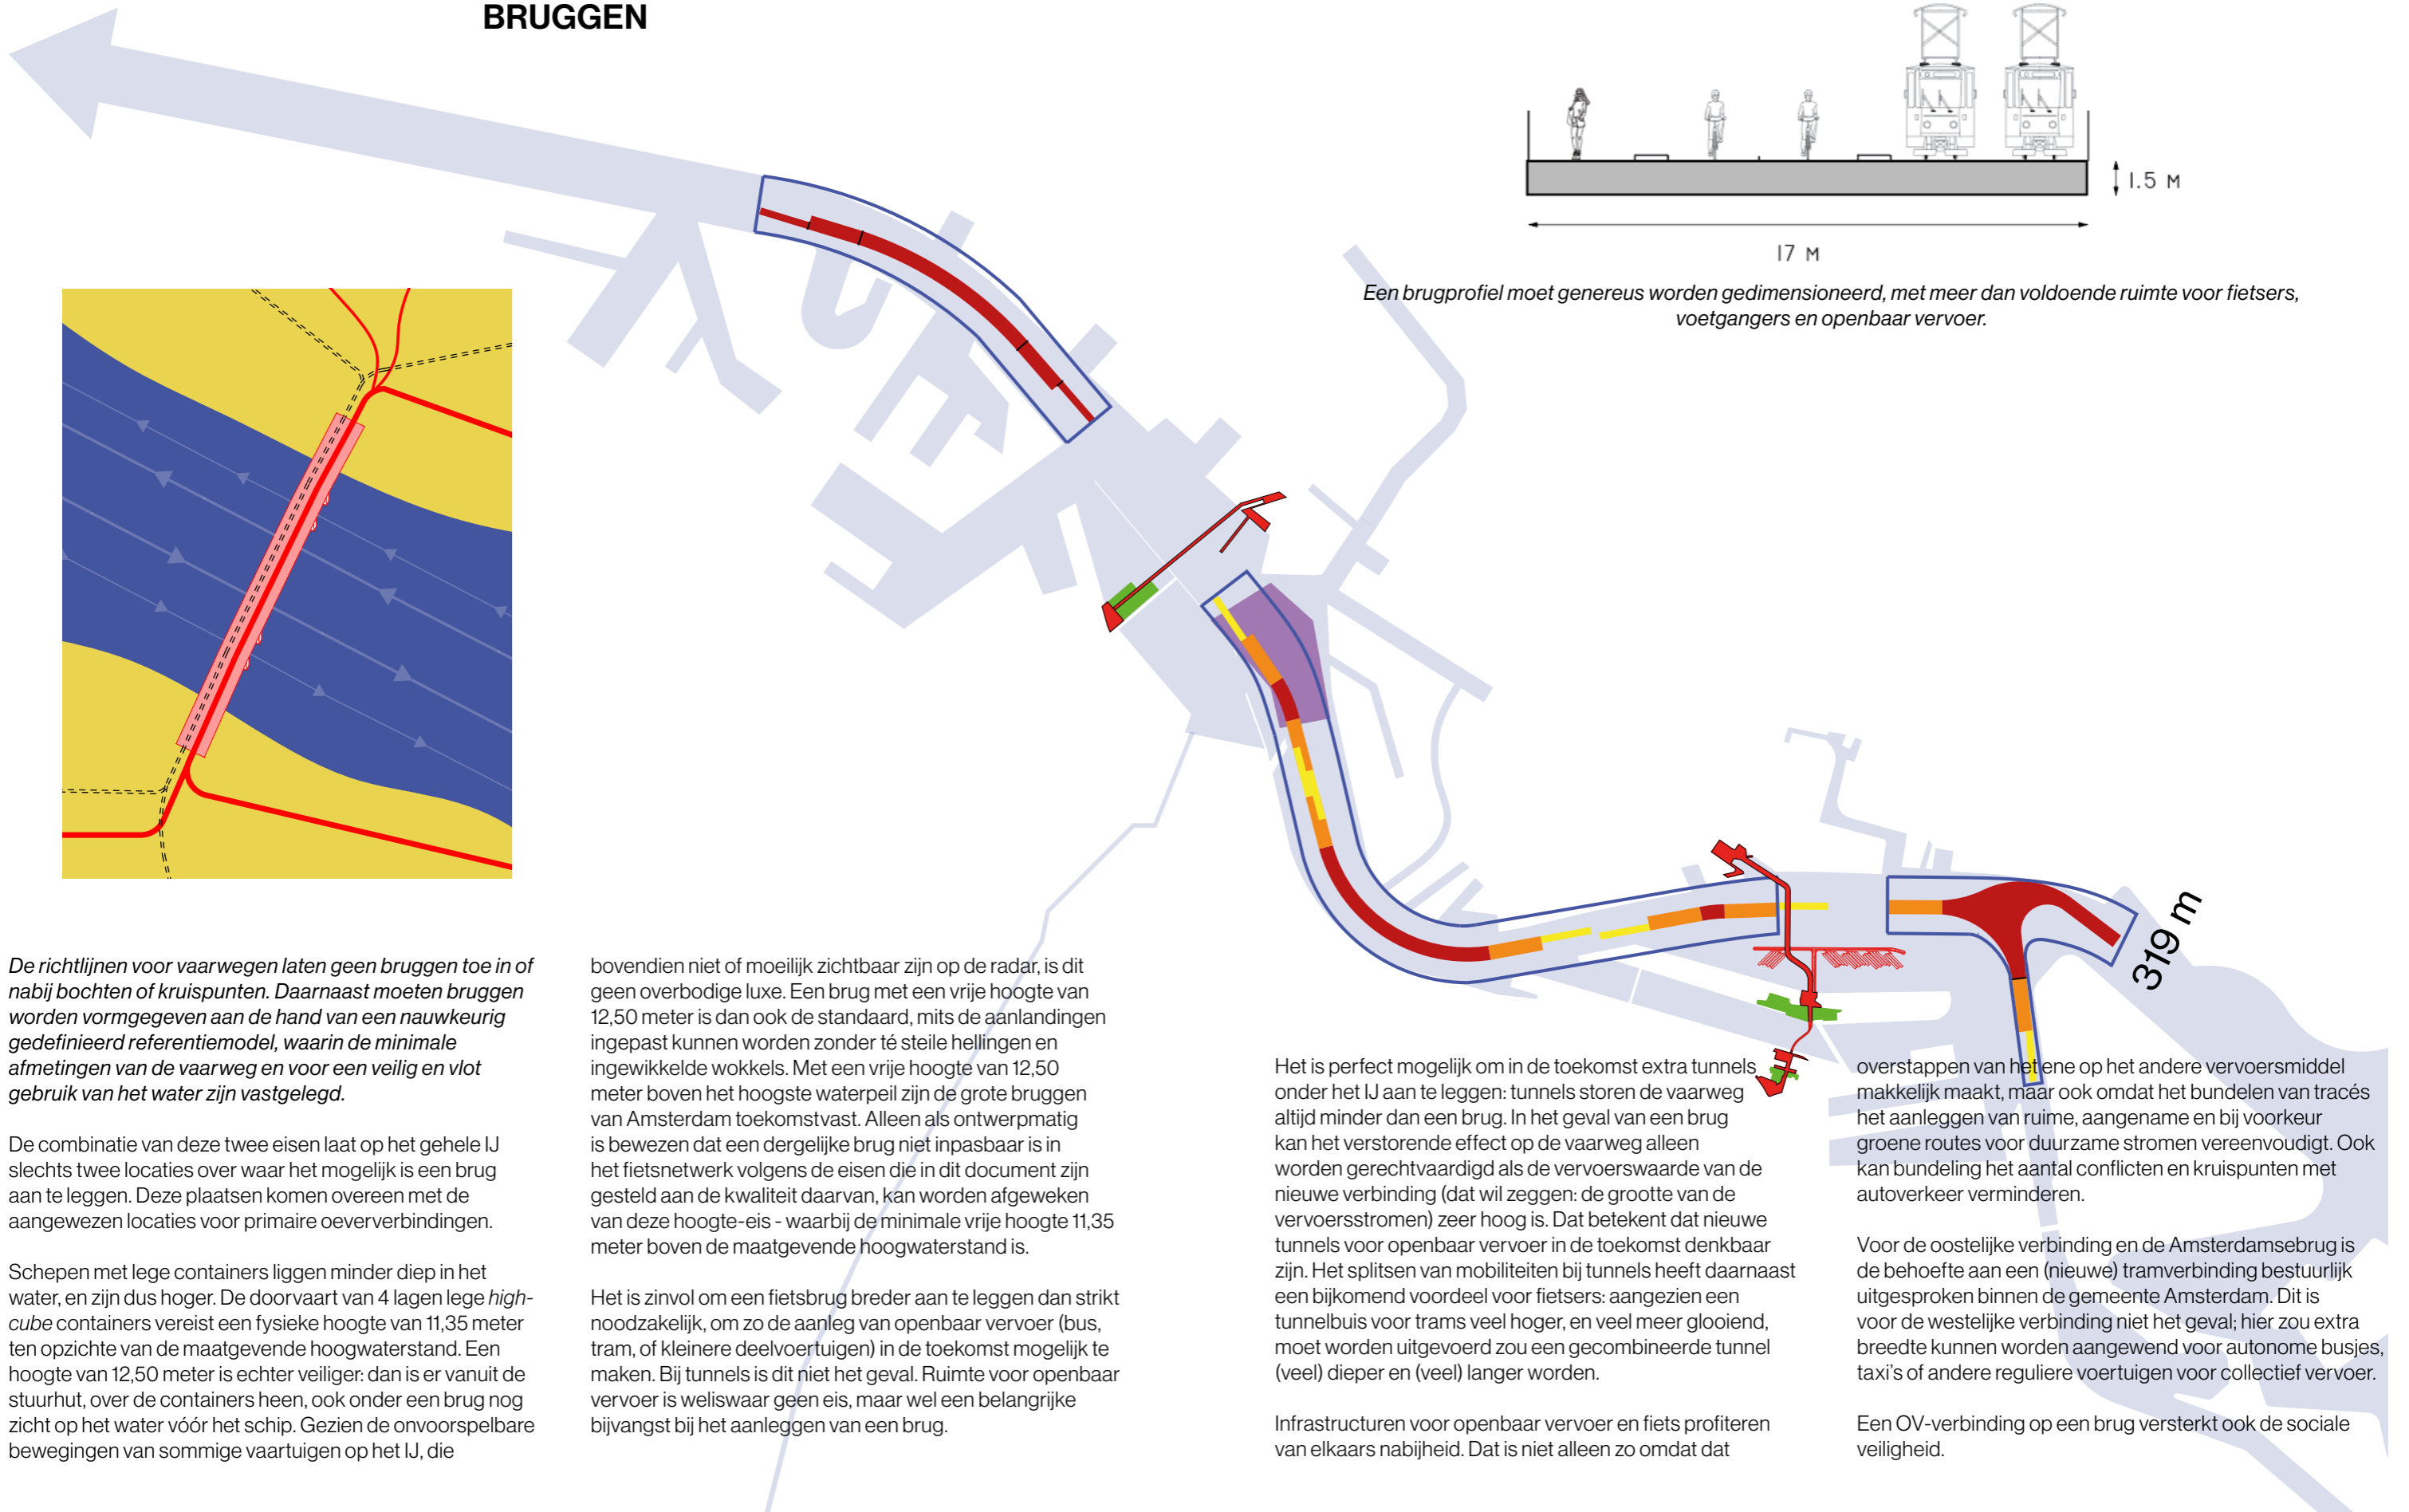 BRUGGEN
1.5 M
17 M
Een brugprofiel moet genereus worden gedimensioneerd, met meer dan voldoende ruimte voor fietsers,
voetgangers en openbaar vervoer.
319 m
De richtlijnen voor vaarwegen laten geen bruggen toe in of
nabij bochten of kruispunten. Daarnaast moeten bruggen
worden vormgegeven aan de hand van een nauwkeurig
gedefinieerd referentiemodel, waarin de minimale
afmetingen van de vaarweg en voor een veilig en vlot
gebruik van het water zijn vastgelegd.
De combinatie van deze twee eisen laat op het gehele IJ
slechts twee locaties over waar het mogelijk is een brug
aan te leggen. Deze plaatsen komen overeen met de
aangewezen locaties voor primaire oeververbindingen.
Schepen met lege containers liggen minder diep in het
water, en zijn dus hoger. De doorvaart van 4 lagen lege high-
cube containers vereist een fysieke hoogte van 11,35 meter
ten opzichte van de maatgevende hoogwaterstand. Een
hoogte van 12,50 meter is echter veiliger: dan is er vanuit de
stuurhut, over de containers heen, ook onder een brug nog
zicht op het water vóór het schip. Gezien de onvoorspelbare
bewegingen van sommige vaartuigen op het IJ, die
bovendien niet of moeilijk zichtbaar zijn op de radar, is dit
geen overbodige luxe. Een brug met een vrije hoogte van
12,50 meter is dan ook de standaard, mits de aanlandingen
ingepast kunnen worden zonder té steile hellingen en
ingewikkelde wokkels. Met een vrije hoogte van 12,50
meter boven het hoogste waterpeil zijn de grote bruggen
van Amsterdam toekomstvast. Alleen als ontwerpmatig
is bewezen dat een dergelijke brug niet inpasbaar is in
het fietsnetwerk volgens de eisen die in dit document zijn
gesteld aan de kwaliteit daarvan, kan worden afgeweken
van deze hoogte-eis - waarbij de minimale vrije hoogte 11,35
meter boven de maatgevende hoogwaterstand is.
Het is zinvol om een fietsbrug breder aan te leggen dan strikt
noodzakelijk, om zo de aanleg van openbaar vervoer (bus,
tram, of kleinere deelvoertuigen) in de toekomst mogelijk te
maken. Bij tunnels is dit niet het geval. Ruimte voor openbaar
vervoer is weliswaar geen eis, maar wel een belangrijke
bijvangst bij het aanleggen van een brug.
Het is perfect mogelijk om in de toekomst extra tunnels
onder het IJ aan te leggen: tunnels storen de vaarweg
altijd minder dan een brug. In het geval van een brug
kan het verstorende effect op de vaarweg alleen
worden gerechtvaardigd als de vervoerswaarde van de
nieuwe verbinding (dat wil zeggen: de grootte van de
vervoersstromen) zeer hoog is. Dat betekent dat nieuwe
tunnels voor openbaar vervoer in de toekomst denkbaar
zijn. Het splitsen van mobiliteiten bij tunnels heeft daarnaast
een bijkomend voordeel voor fietsers: aangezien een
tunnelbuis voor trams veel hoger, en veel meer glooiend,
moet worden uitgevoerd zou een gecombineerde tunnel
(veel) dieper en (veel) langer worden.
Infrastructuren voor openbaar vervoer en fiets profiteren
van elkaars nabijheid. Dat is niet alleen zo omdat dat
overstappen van het ene op het andere vervoersmiddel
makkelijk maakt, maar ook omdat het bundelen van tracés
het aanleggen van ruime, aangename en bij voorkeur
groene routes voor duurzame stromen vereenvoudigt. Ook
kan bundeling het aantal conflicten en kruispunten met
autoverkeer verminderen.
Voor de oostelijke verbinding en de Amsterdamsebrug is
de behoefte aan een (nieuwe) tramverbinding bestuurlijk
uitgesproken binnen de gemeente Amsterdam. Dit is
voor de westelijke verbinding niet het geval; hier zou extra
breedte kunnen worden aangewend voor autonome busjes,
taxi's of andere reguliere voertuigen voor collectief vervoer.
Een OV-verbinding op een brug versterkt ook de sociale
veiligheid.